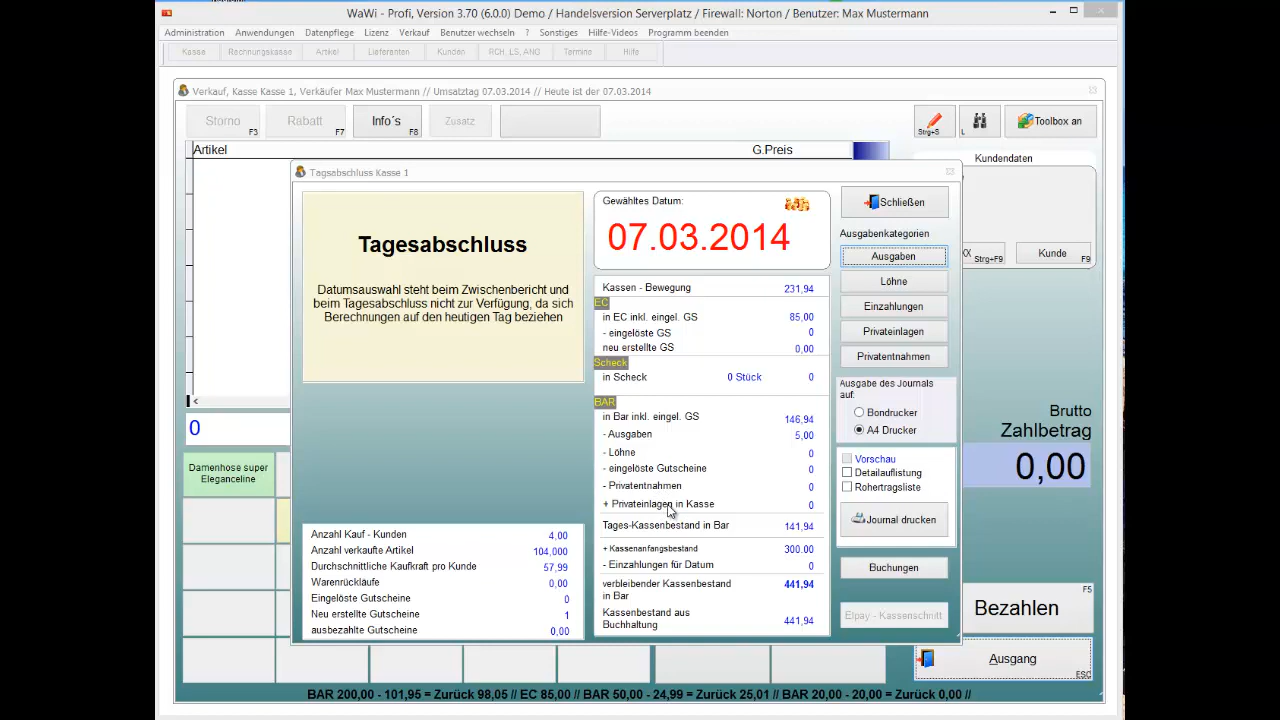 WaWi - Profi, Version 3.70 (6.0.0) Demo / Handelsversion Serverplatz / Firewall: Norton / Benutzer: Max Mustermann
Administration Anwendungen Datenpflege Lizenz Verkauf Benutzer wechseln ? Sonstiges Hilfe-Videos Programm beenden
Kasse Rechnungskasse Artikel Lieferanten Kunden RCH_LS_ANG Termine Hilfe
Verkauf, Kasse Kasse 1, Verkäufer Max Mustermann // Umsatztag 07.03.2014 // Heute ist der 07.03.2014
Storno F3
Rabatt F7
Info´s F8
Zusatz
Strg+S
L
Toolbox an
Artikel G.Preis
Kundendaten
Tagsabschluss Kasse 1
Tagesabschluss
Datumsauswahl steht beim Zwischenbericht und
beim Tagesabschluss nicht zur Verfügung, da sich
Berechnungen auf den heutigen Tag beziehen
Gewähltes Datum:
07.03.2014
Kassen - Bewegung 231,94
EC
in EC inkl. eingel. GS 85,00
- eingelöste GS 0
neu erstellte GS 0,00
Scheck
in Scheck 0 Stück 0
BAR
in Bar inkl. eingel. GS 146,94
- Ausgaben 5,00
- Löhne 0
- eingelöste Gutscheine 0
- Privatentnahmen 0
+ Privateinlagen in Kasse 0
Tages-Kassenbestand in Bar 141,94
+ Kassenanfangsbestand 300.00
- Einzahlungen für Datum 0
verbleibender Kassenbestand 441,94
in Bar
Kassenbestand aus
Buchhaltung 441,94
Anzahl Kauf - Kunden 4,00
Anzahl verkaufte Artikel 104,000
Durchschnittliche Kaufkraft pro Kunde 57,99
Warenrückläufe 0,00
Eingelöste Gutscheine 0
Neu erstellte Gutscheine 1
ausbezahlte Gutscheine 0,00
Schließen
Ausgabenkategorien
Ausgaben
Löhne
Einzahlungen
Privateinlagen
Privatentnahmen
Ausgabe des Journals
auf:
Bondrucker
A4 Drucker
Vorschau
Detailauflistung
Rohertragsliste
Journal drucken
Buchungen
Elpay - Kassenschnitt
Strg+F9
Kunde F9
Brutto
Zahlbetrag
0,00
0
Damenhose super
Eleganceline
F5
Bezahlen
Ausgang
ESC
BAR 200,00 - 101,95 = Zurück 98,05 // EC 85,00 // BAR 50,00 - 24,99 = Zurück 25,01 // BAR 20,00 - 20,00 = Zurück 0,00 //